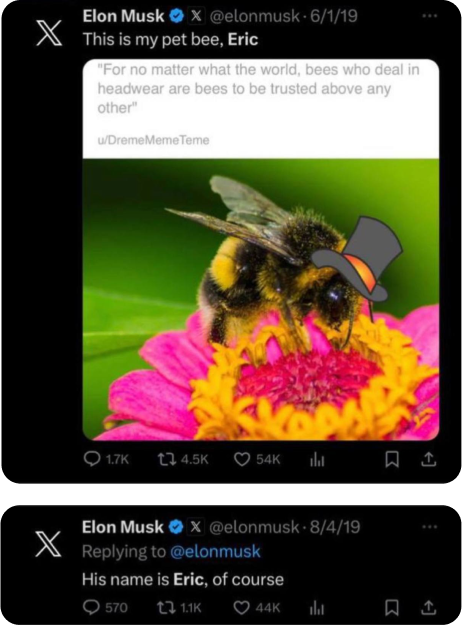 Elon Musk @elonmusk · 6/1/19
This is my pet bee, Eric
"For no matter what the world, bees who deal in
headwear are bees to be trusted above any
other"
u/DremeMemeTeme
1.7K 4.5K 54K
Elon Musk @elonmusk · 8/4/19
Replying to @elonmusk
His name is Eric, of course
570 1.1K 44K